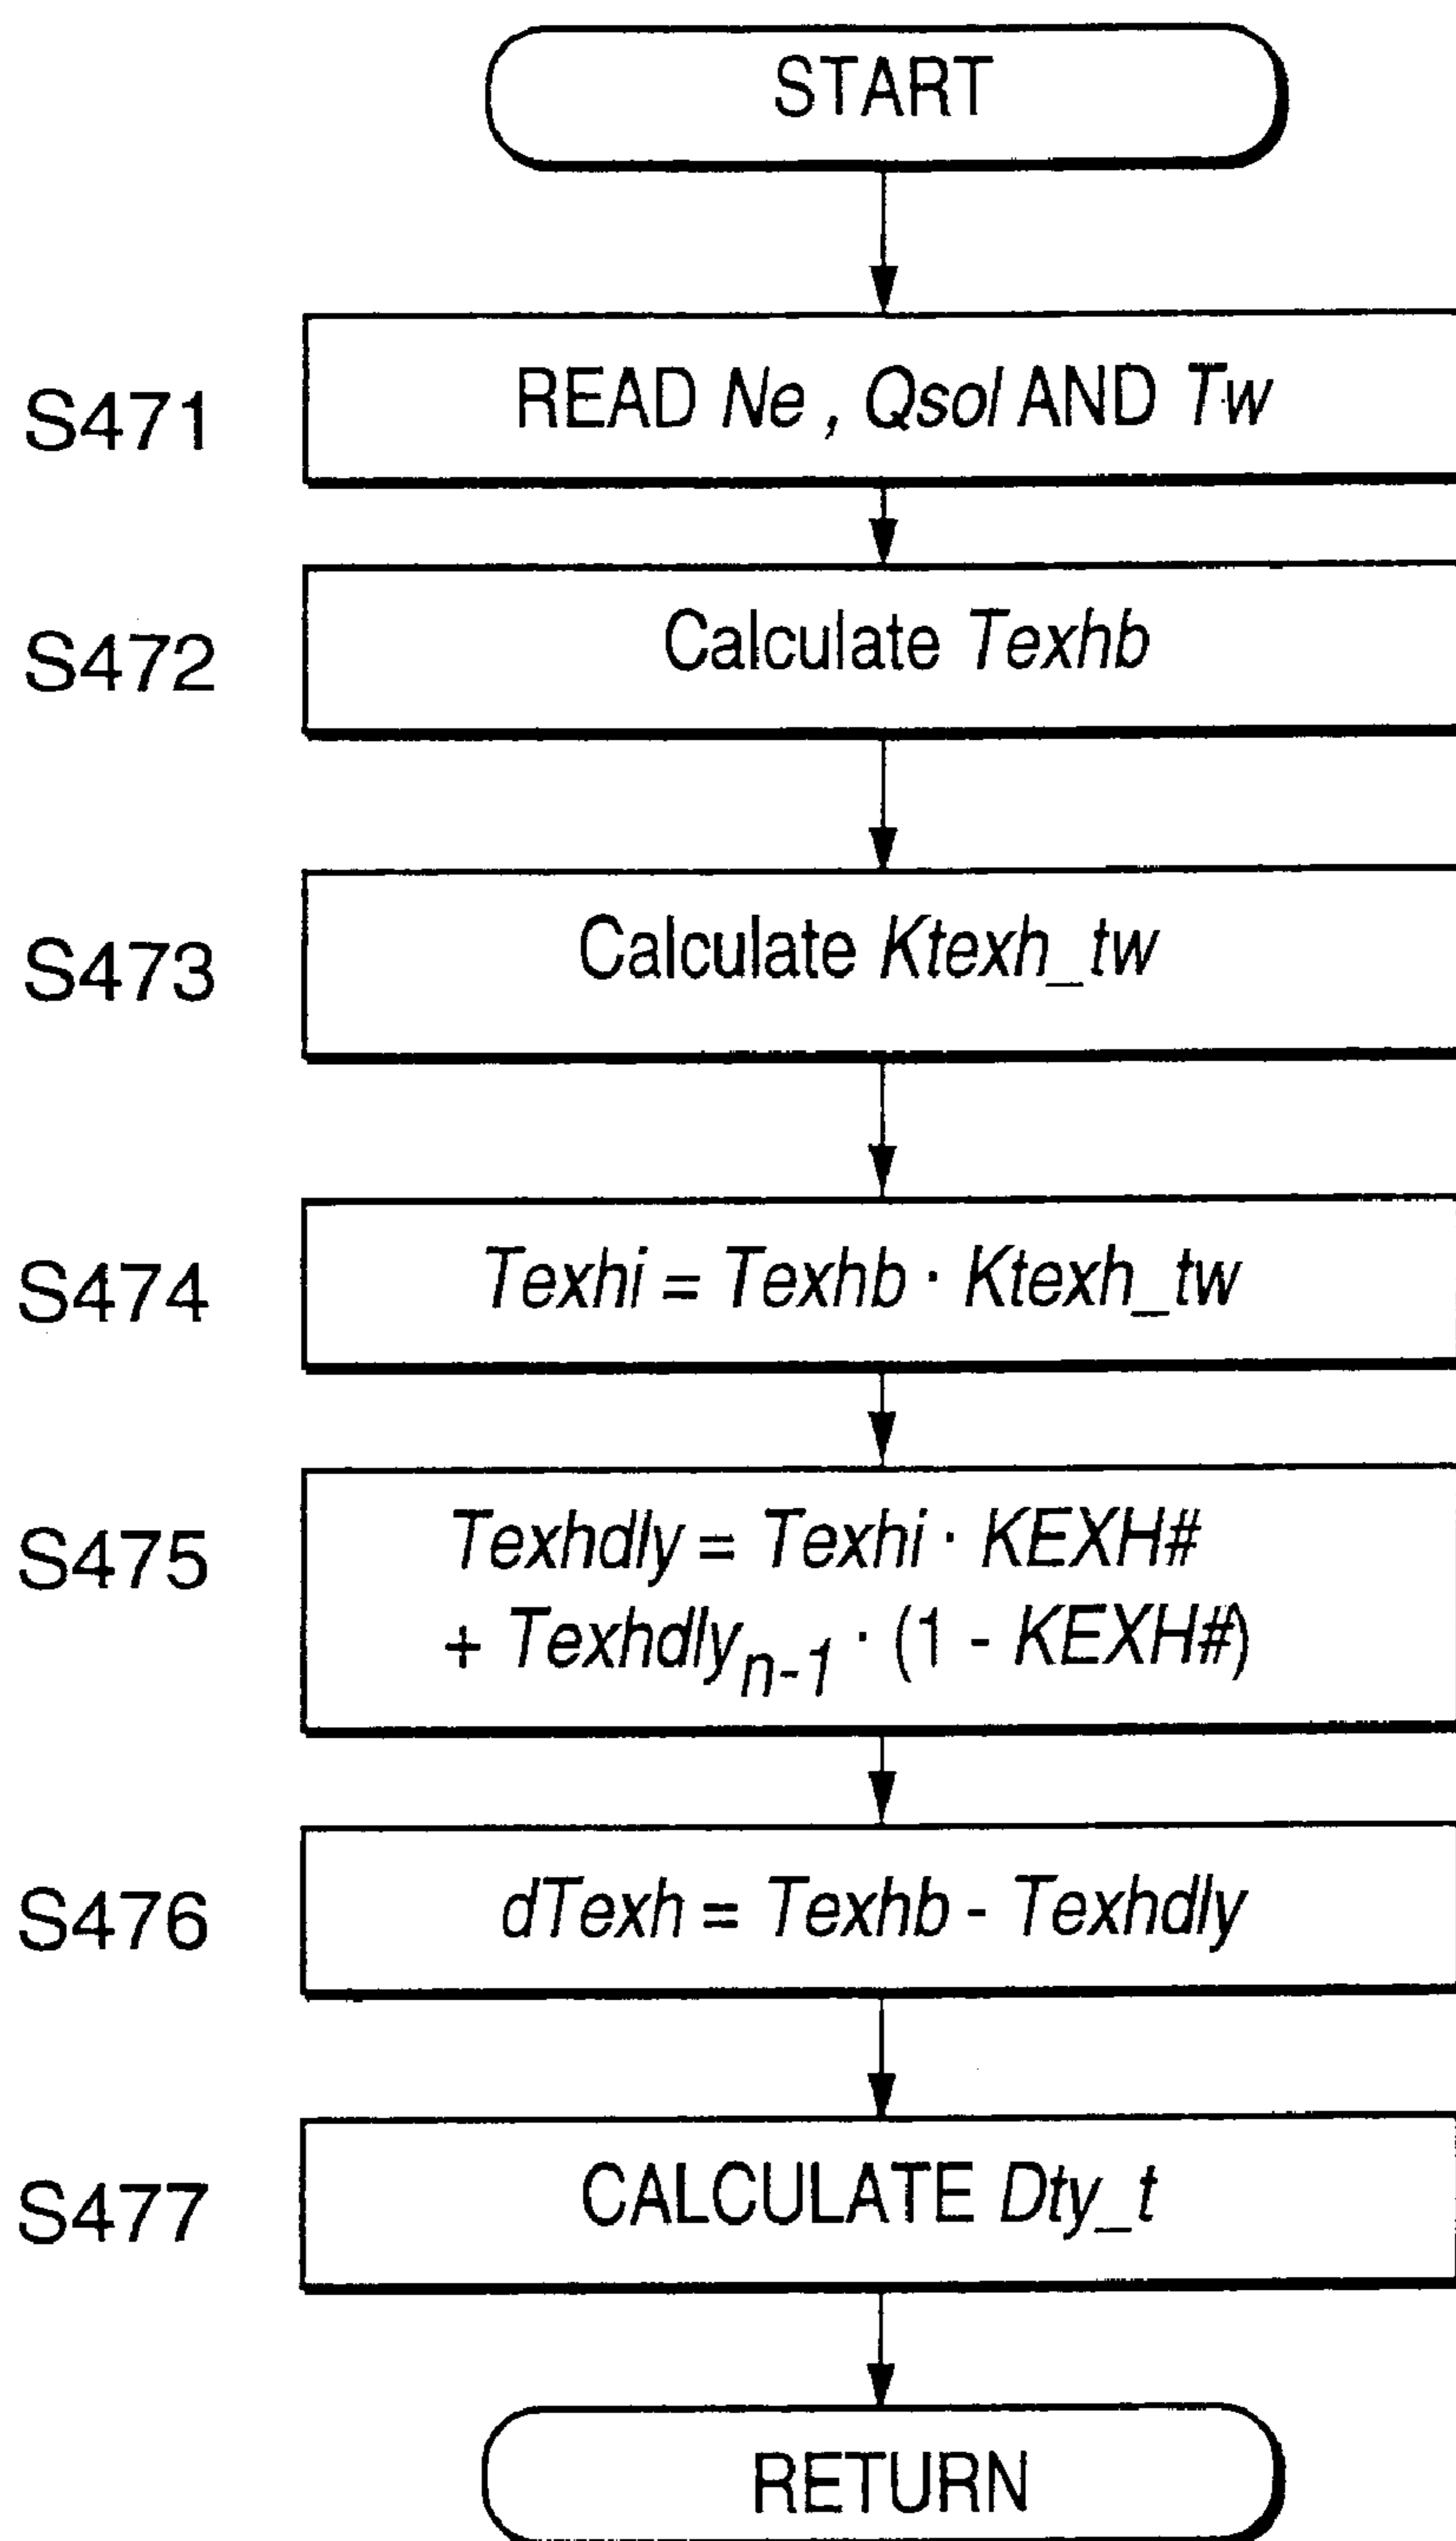 START
S471
READ Ne , Qsol AND Tw
S472
Calculate Texhb
S473
Calculate Ktexh_tw
S474
Texhi = Texhb · Ktexh_tw
S475
Texhdly = Texhi · KEXH#
+ Texhdlyn-1 · (1 - KEXH#)
S476
dTexh = Texhb - Texhdly
S477
CALCULATE Dty_t
RETURN